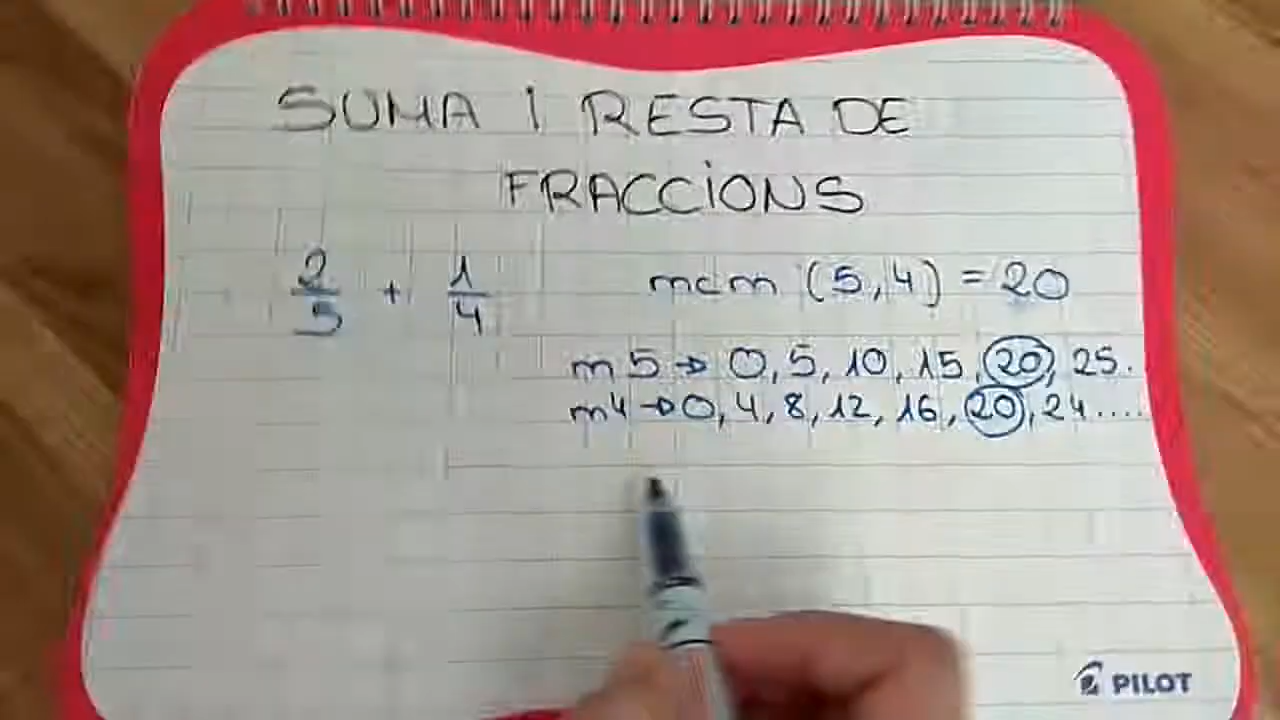 SUMA I RESTA DE
FRACCIONS
2/5 + 1/4
mcm (5,4) = 20
m5 → 0, 5, 10, 15, 20, 25.
m4 → 0, 4, 8, 12, 16, 20, 24....
PILOT